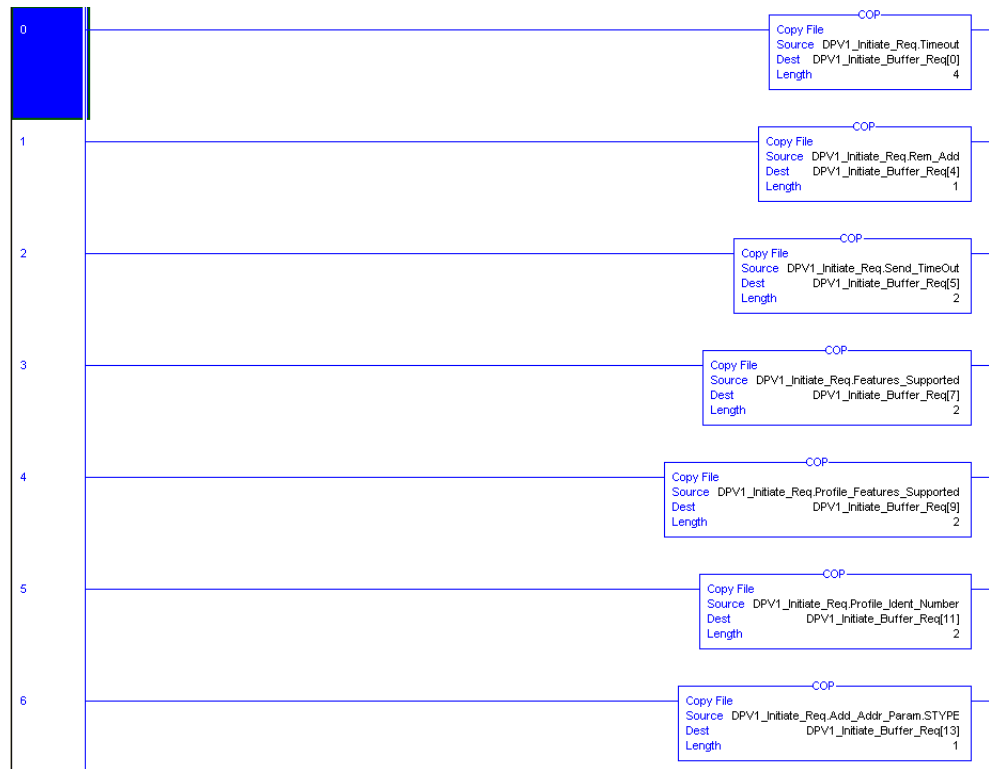 0
COP
Copy File
Source DPV1_Initiate_Req.Timeout
Dest DPV1_Initiate_Buffer_Req[0]
Length 4
1
COP
Copy File
Source DPV1_Initiate_Req.Rem_Add
Dest DPV1_Initiate_Buffer_Req[4]
Length 1
2
COP
Copy File
Source DPV1_Initiate_Req.Send_TimeOut
Dest DPV1_Initiate_Buffer_Req[5]
Length 2
3
COP
Copy File
Source DPV1_Initiate_Req.Features_Supported
Dest DPV1_Initiate_Buffer_Req[7]
Length 2
4
COP
Copy File
Source DPV1_Initiate_Req.Profile_Features_Supported
Dest DPV1_Initiate_Buffer_Req[9]
Length 2
5
COP
Copy File
Source DPV1_Initiate_Req.Profile_Ident_Number
Dest DPV1_Initiate_Buffer_Req[11]
Length 2
6
COP
Copy File
Source DPV1_Initiate_Req.Add_Addr_Param.STYPE
Dest DPV1_Initiate_Buffer_Req[13]
Length 1